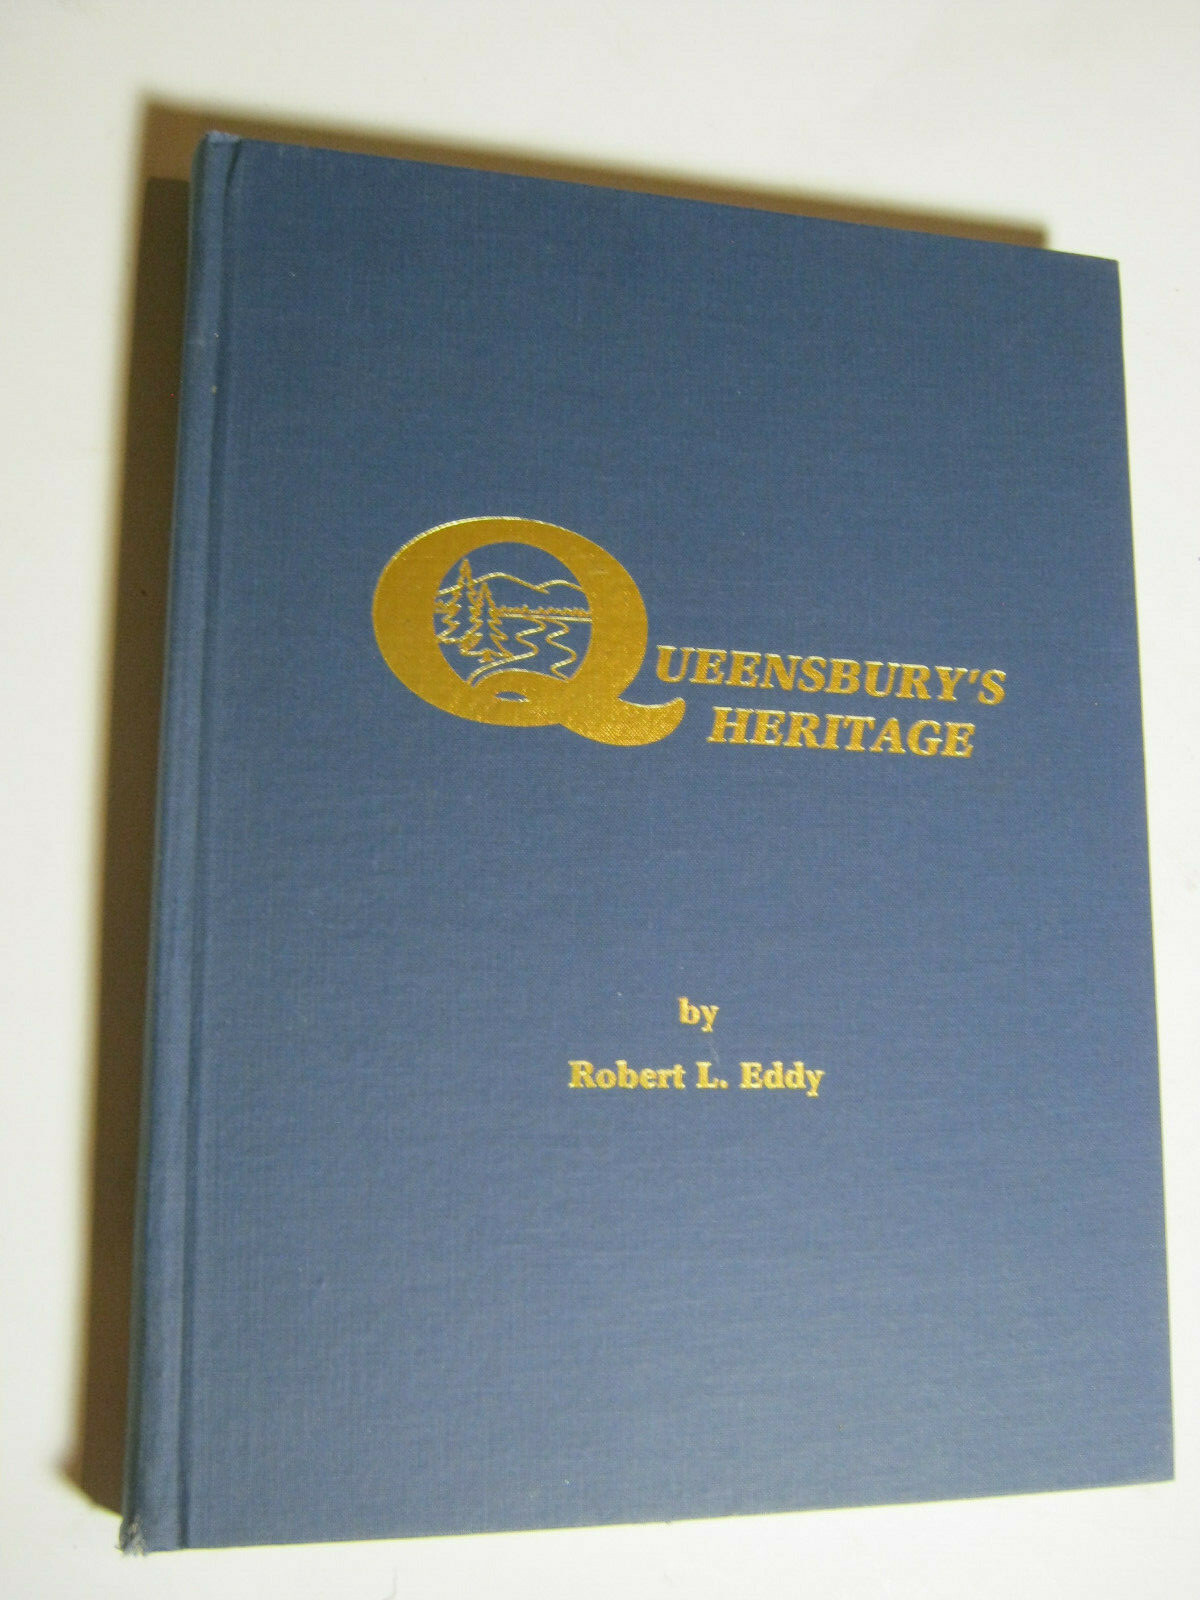 QUEENSBURY'S
HERITAGE
by
Robert L. Eddy